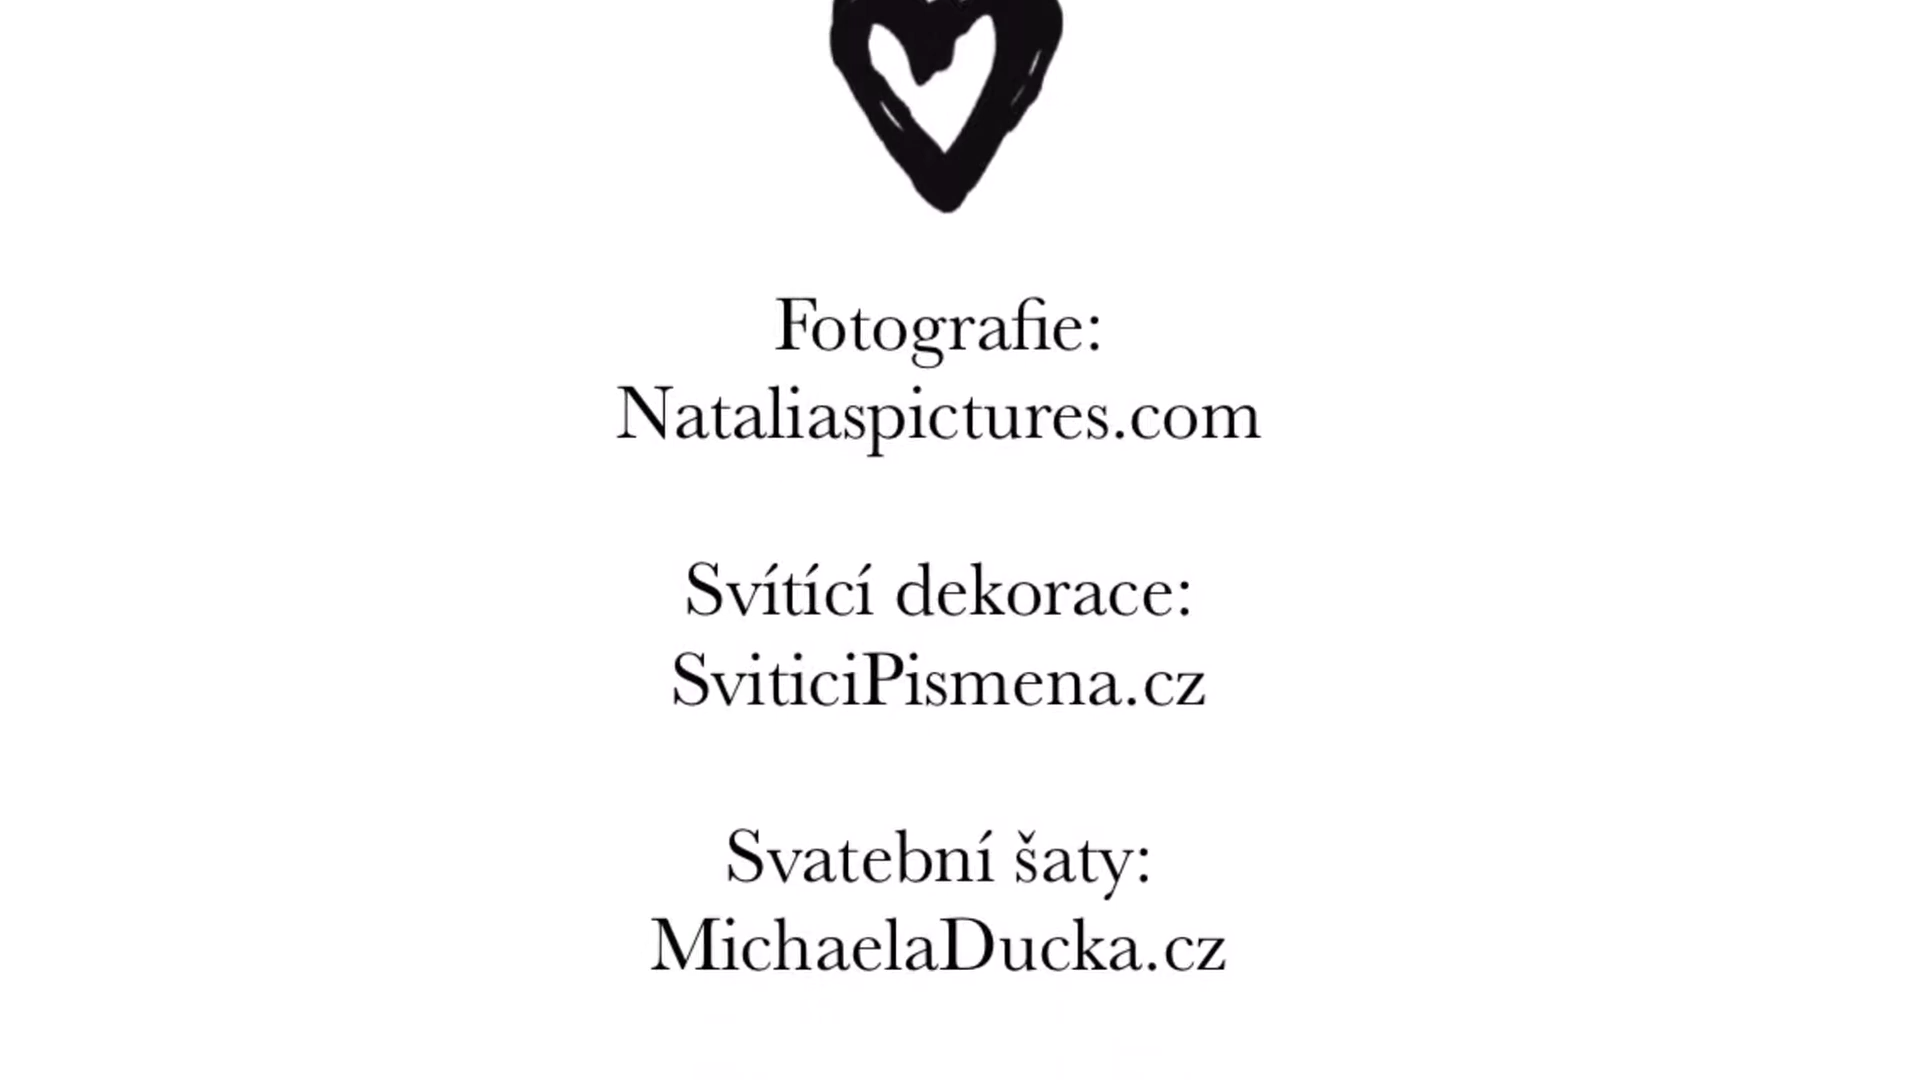 Fotografie:
Nataliaspictures.com
Svítící dekorace:
SviticiPismena.cz
Svatební šaty:
MichaelaDucka.cz